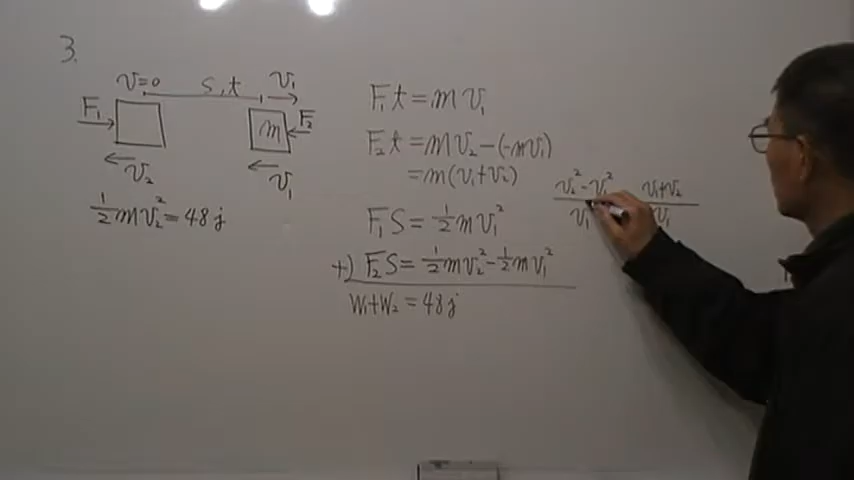 3.
v=0 s,t v₁
F₁ m F₂
v₂ v₁
½mv₂²=48j
F₁t=mv₁
F₂t=mv₂-(-mv₁)
=m(v₁+v₂)
F₁S=½mv₁²
+) F₂S=½mv₂²-½mv₁²
W₁+W₂=48j
v₂²-v₁² v₁+v₂
v₁ v₁